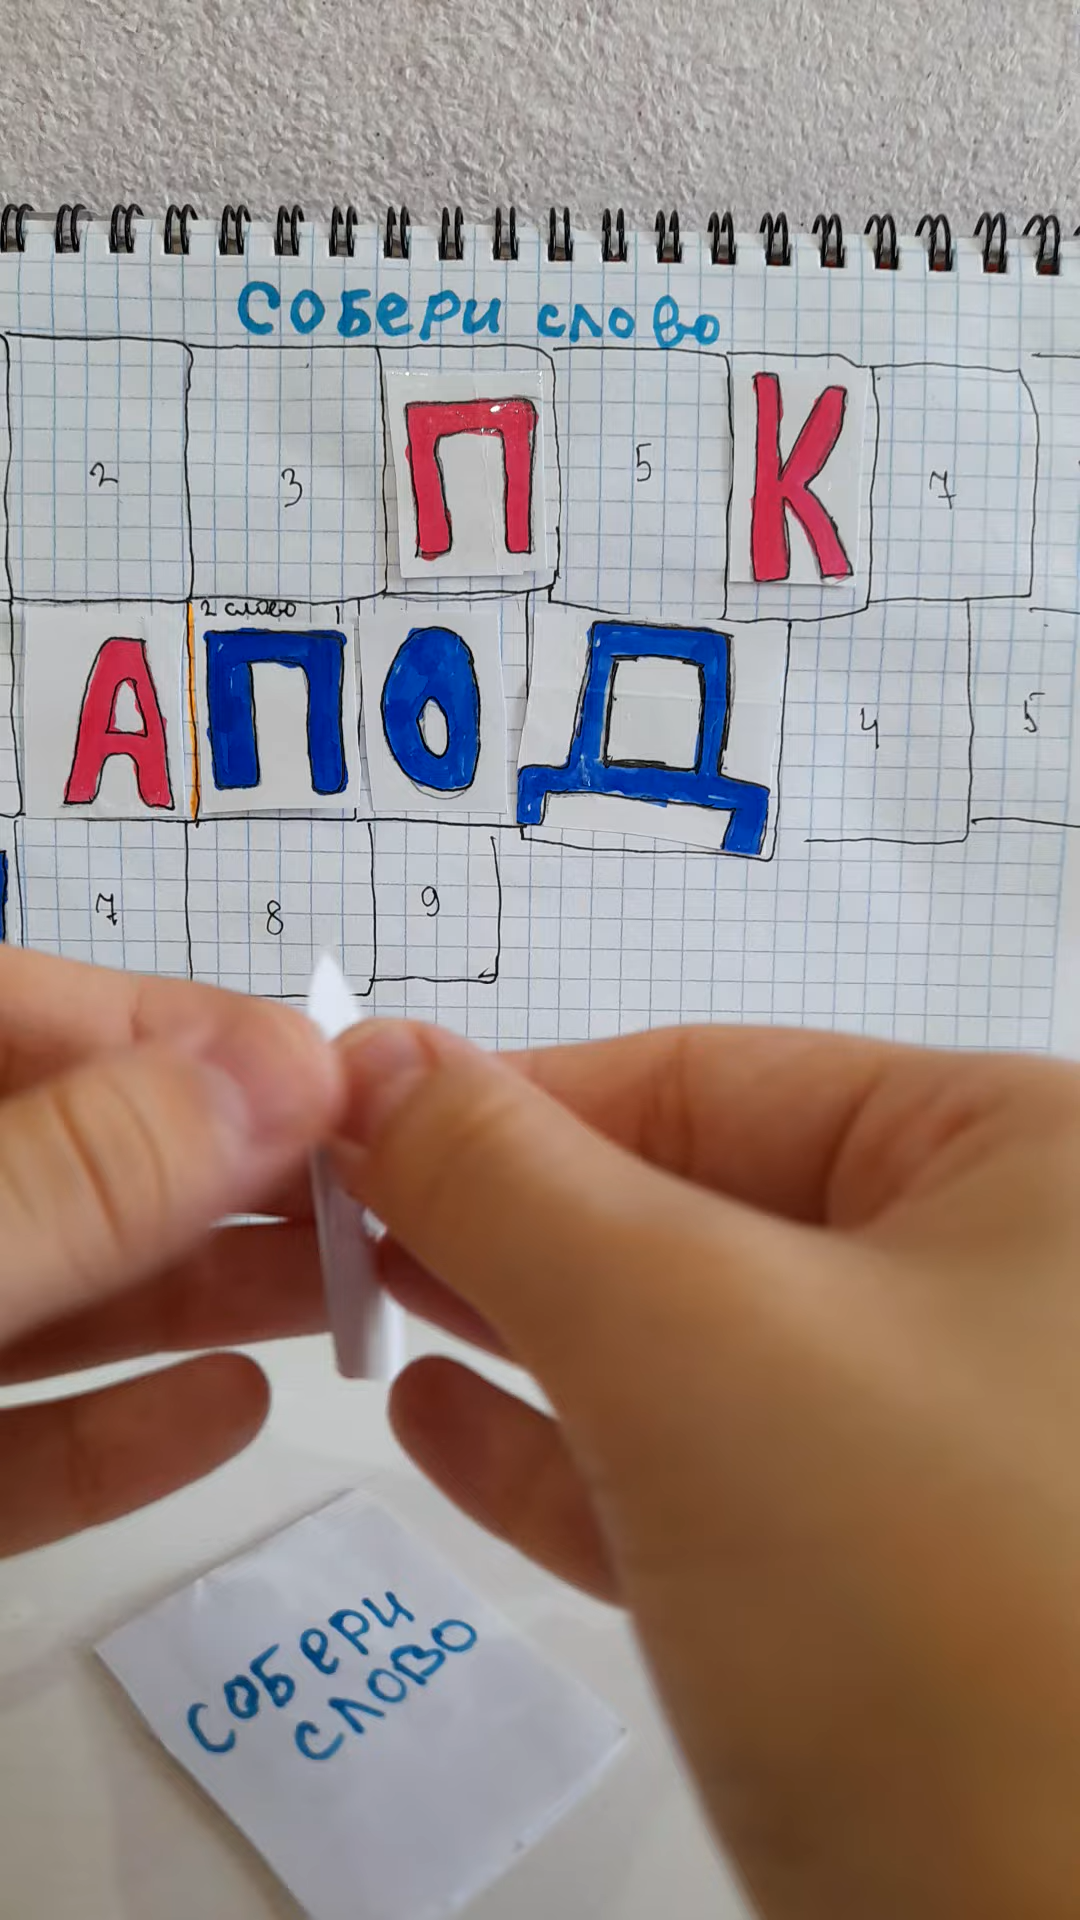 Собери слово
2 3 П 5 К 7
2 слово 1
А П О Д 4 5
7 8 9
СОБЕРИ
СЛОВО